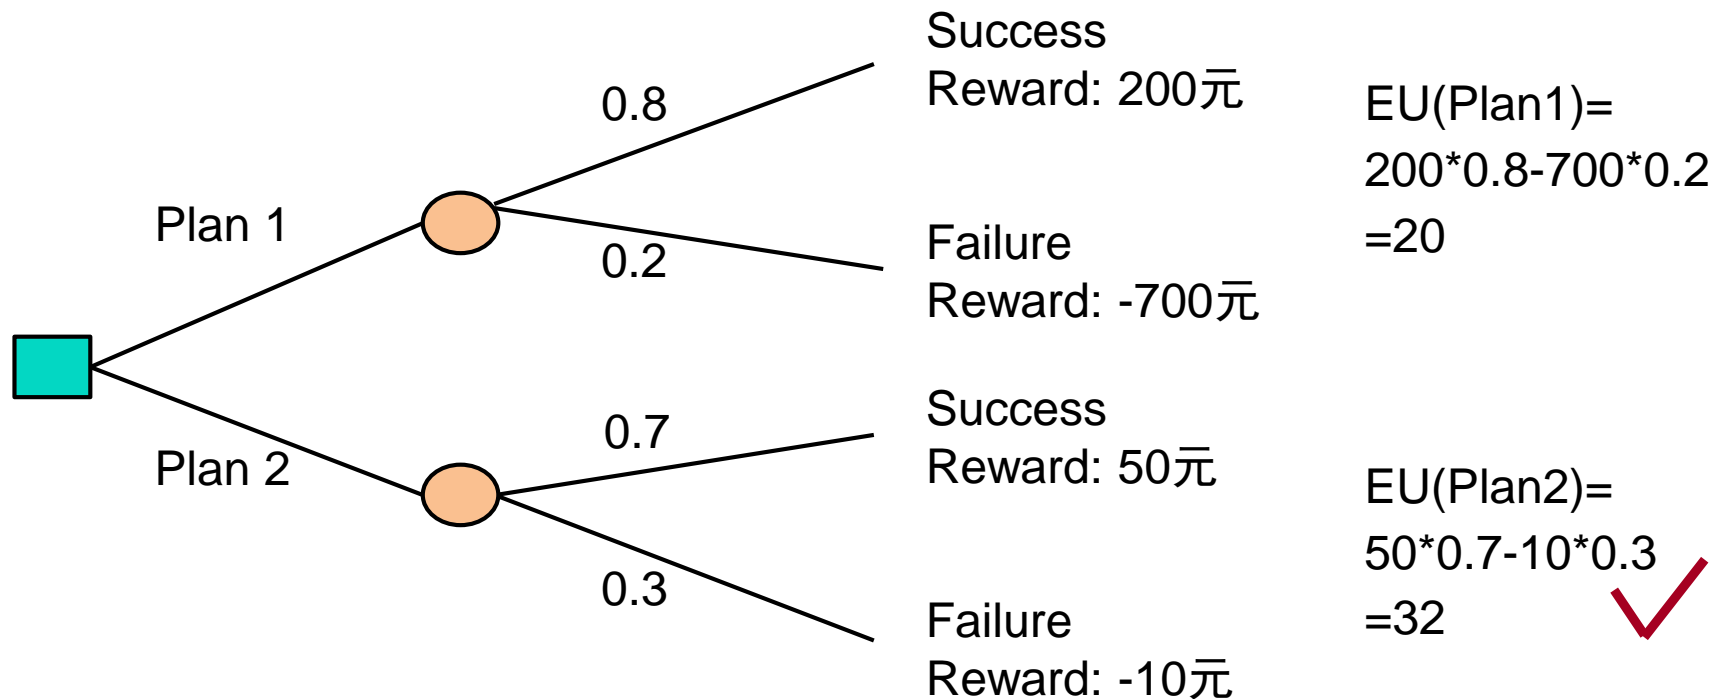 Success
Reward: 200元
0.8
EU(Plan1)=
200*0.8-700*0.2
=20
Plan 1
0.2
Failure
Reward: -700元
Success
Reward: 50元
0.7
Plan 2
EU(Plan2)=
50*0.7-10*0.3
=32
0.3
Failure
Reward: -10元